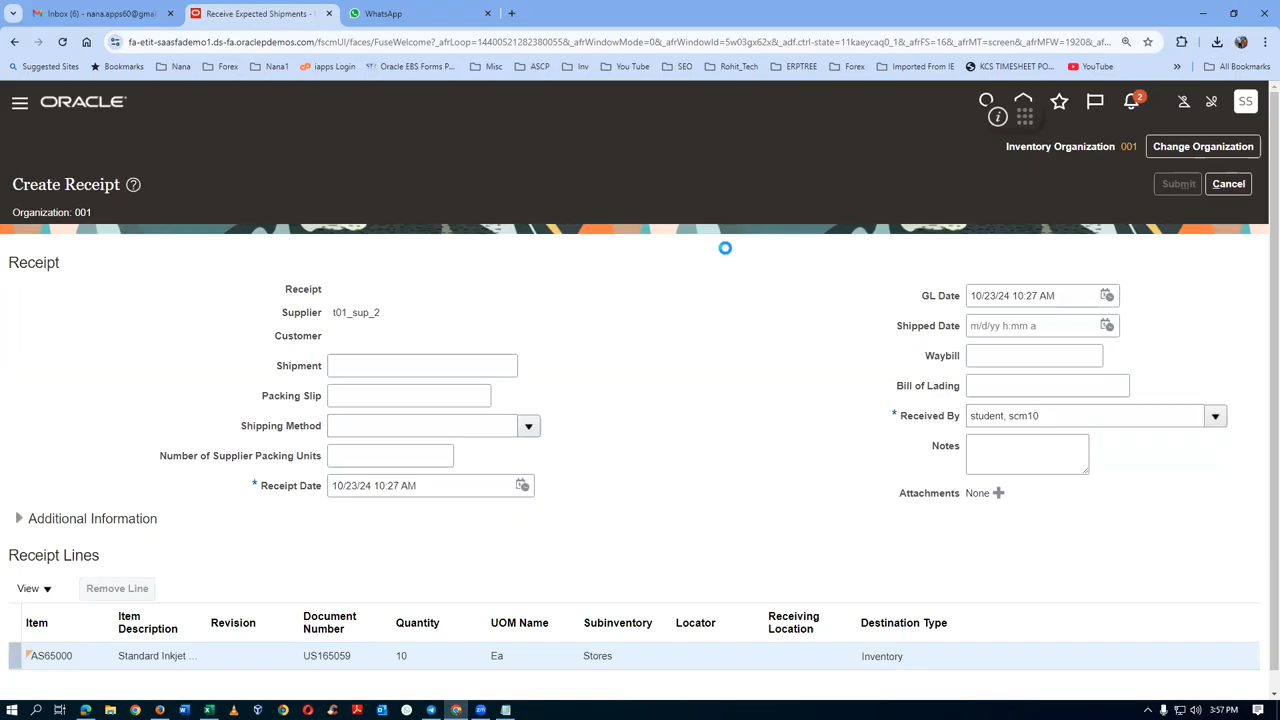 Inbox (6) - nana.apps60@gmail
Receive Expected Shipments -
WhatsApp
fa-etit-saasfademo1.ds-fa.oraclepdemos.com/fscmUI/faces/FuseWelcome?_afrLoop=14400521282380055&_afrWindowMode=0&_afrWindowId=5w03gx62x&_adf.ctrl-state=11kaeycaq0_1&_afrFS=16&_afrMT=screen&_afrMFW=1920&_afrM...
Suggested Sites
Bookmarks
Nana
Forex
Nana1
iapps Login
Oracle EBS Forms P...
Misc
ASCP
Inv
You Tube
SEO
Rohit_Tech
ERPTREE
Forex
Imported From IE
KCS TIMESHEET PO...
YouTube
All Bookmarks
ORACLE
2
SS
Inventory Organization 001 Change Organization
Create Receipt
Submit Cancel
Organization: 001
Receipt
Receipt
Supplier t01_sup_2
Customer
Shipment
Packing Slip
Shipping Method
Number of Supplier Packing Units
* Receipt Date 10/23/24 10:27 AM
GL Date 10/23/24 10:27 AM
Shipped Date m/d/yy h:mm a
Waybill
Bill of Lading
* Received By student, scm10
Notes
Attachments None
Additional Information
Receipt Lines
View Remove Line
Item Item Description Revision Document Number Quantity UOM Name Subinventory Locator Receiving Location Destination Type
AS65000 Standard Inkjet ... US165059 10 Ea Stores Inventory
3:57 PM